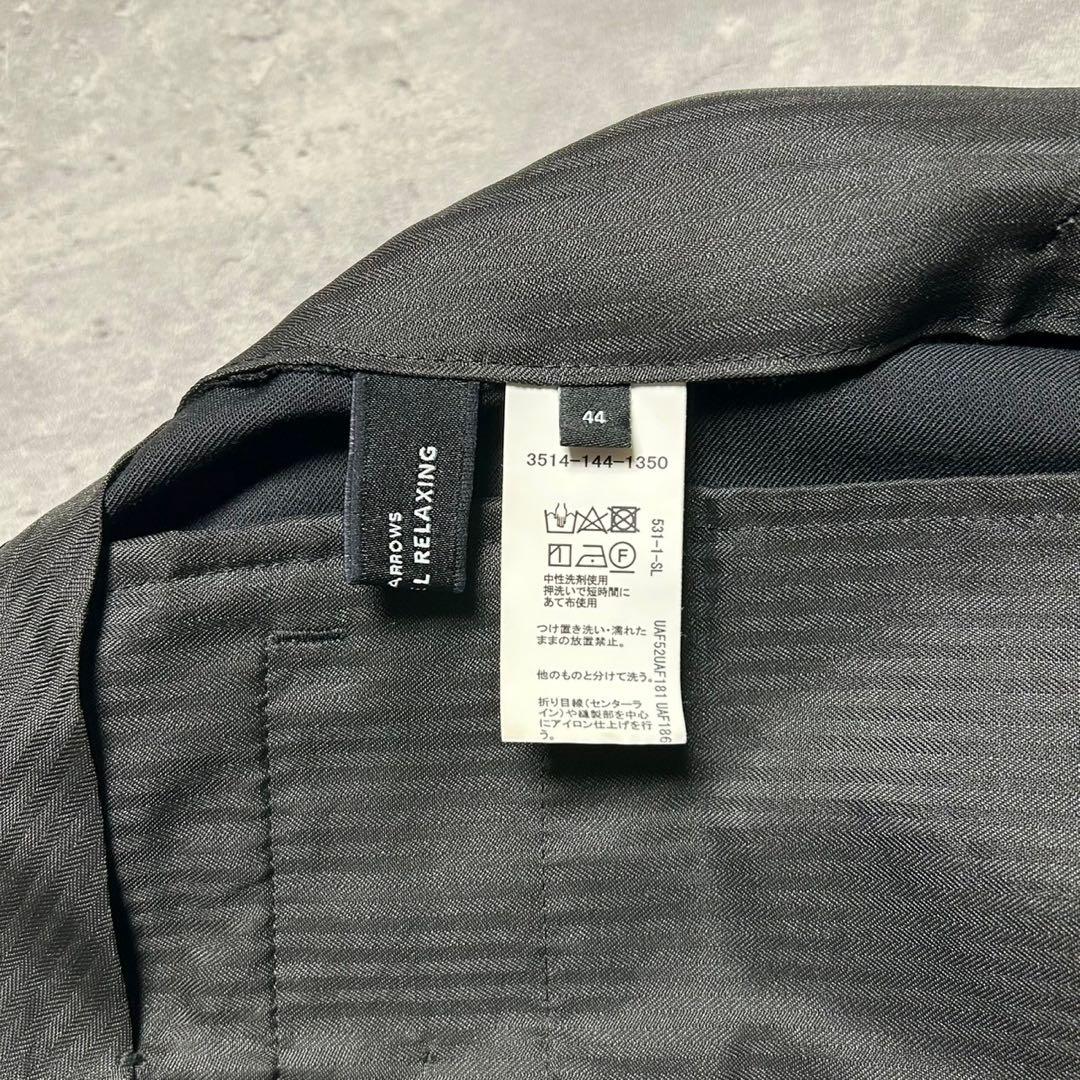 ARROWS
L RELAXING
44
3514-144-1350
中性洗剤使用
押洗いで短時間に
あて布使用
つけ置き洗い・濡れた
ままの放置禁止。
他のものと分けて洗う。
折り目線(センターラ
イン)や縫製部を中心
にアイロン仕上げを行
う。
531-1-SL
UAF52UAF181 UAF186
F